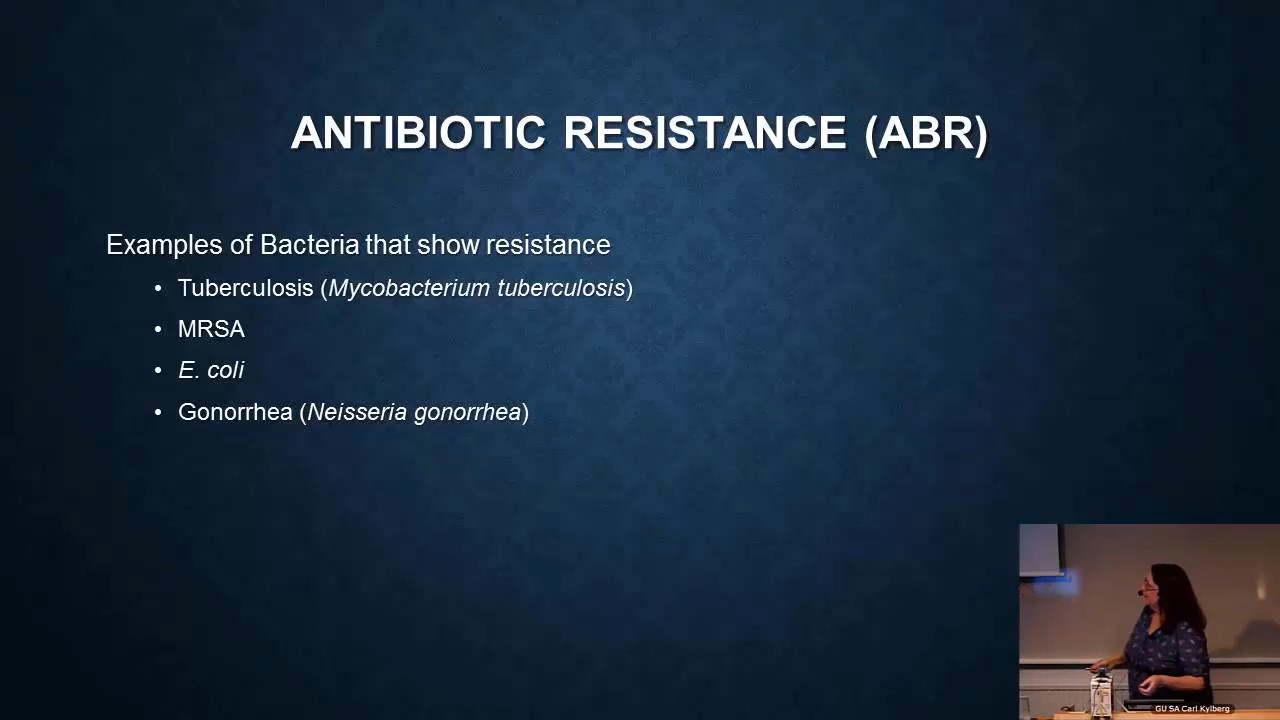 ANTIBIOTIC RESISTANCE (ABR)
Examples of Bacteria that show resistance
• Tuberculosis (Mycobacterium tuberculosis)
• MRSA
• E. coli
• Gonorrhea (Neisseria gonorrhea)
GU SA Carl Kylberg